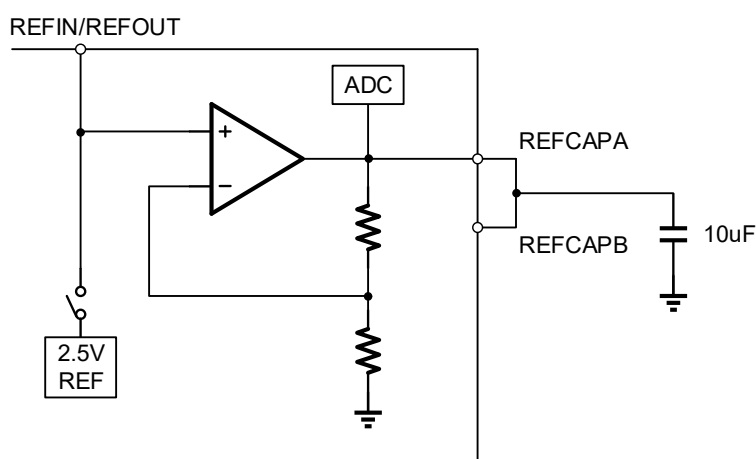 REFIN/REFOUT
ADC
+
−
REFCAPA
REFCAPB
10uF
2.5V
REF